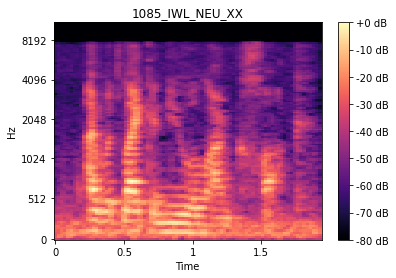 1085_IWL_NEU_XX
+0 dB
8192
-10 dB
4096
-20 dB
-30 dB
2048
Hz
-40 dB
1024
-50 dB
512
-60 dB
-70 dB
0
-80 dB
0
0.5
1
1.5
Time